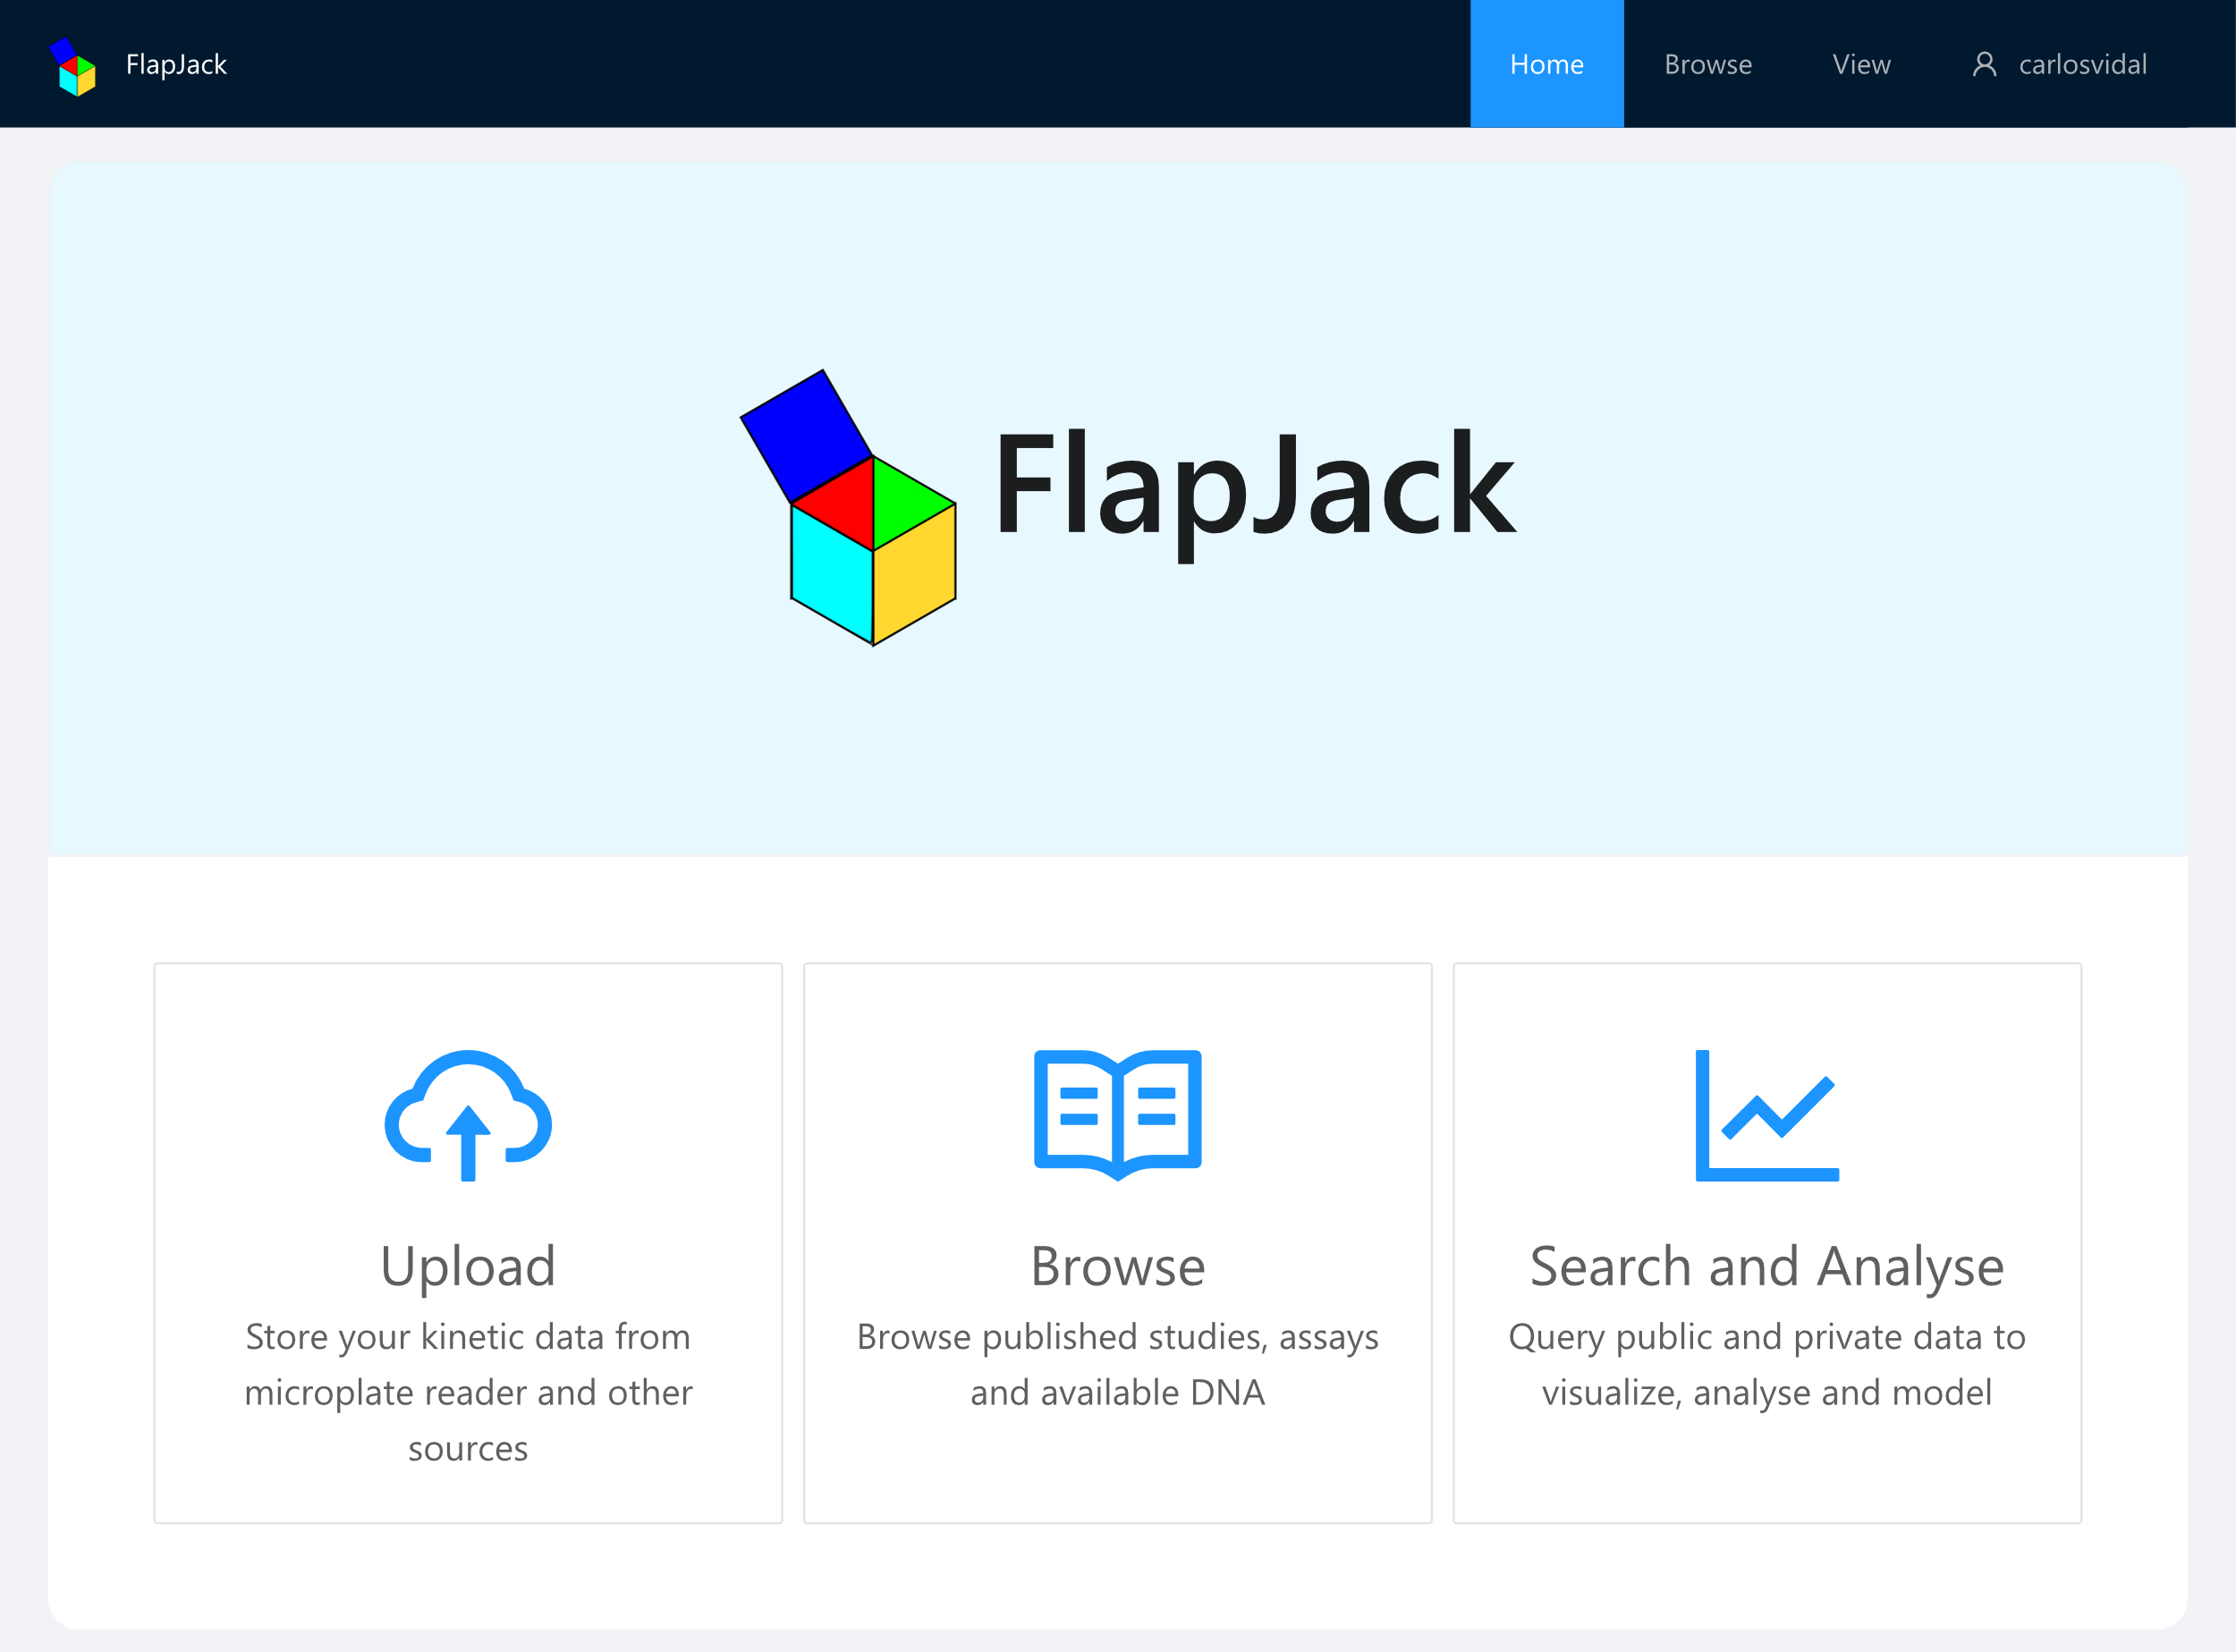 FlapJack
Home
Browse
View
carlosvidal
FlapJack
Upload
Store your kinetic data from
microplate reader and other
sources
Browse
Browse published studies, assays
and available DNA
Search and Analyse
Query public and private data to
visualize, analyse and model